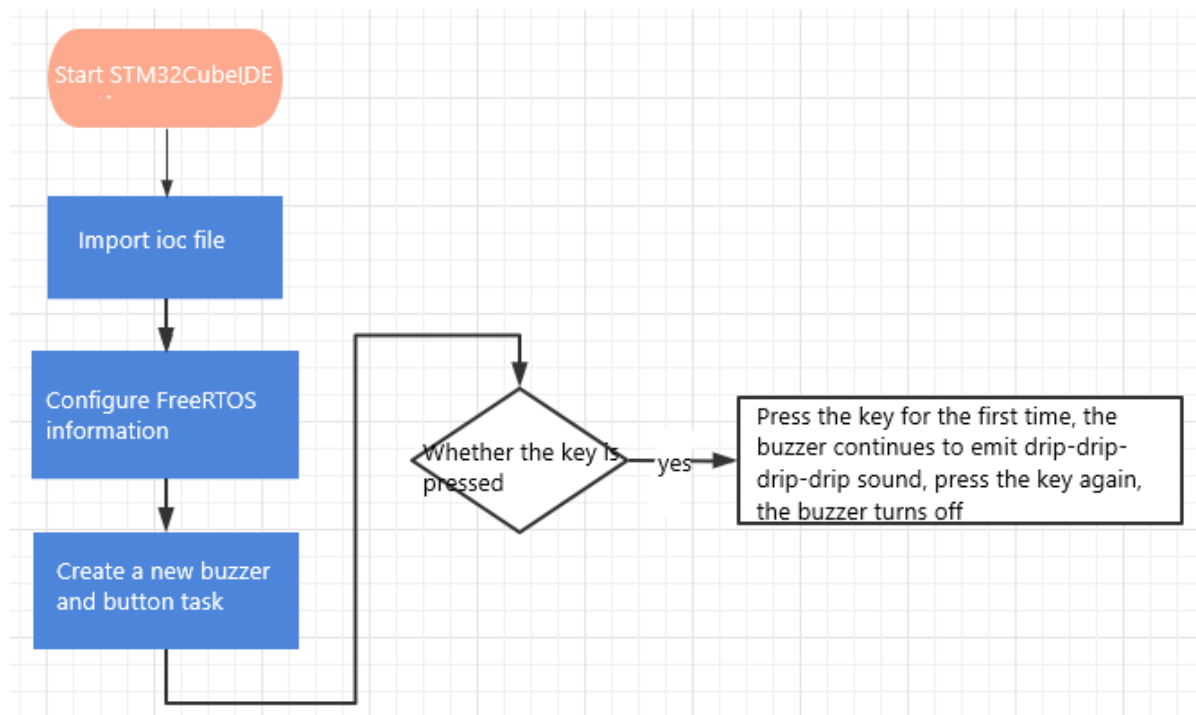 Start STM32CubeIDE
Import ioc file
Configure FreeRTOS
information
Create a new buzzer
and button task
Whether the key is
pressed
yes
Press the key for the first time, the
buzzer continues to emit drip-drip-
drip-drip sound, press the key again,
the buzzer turns off